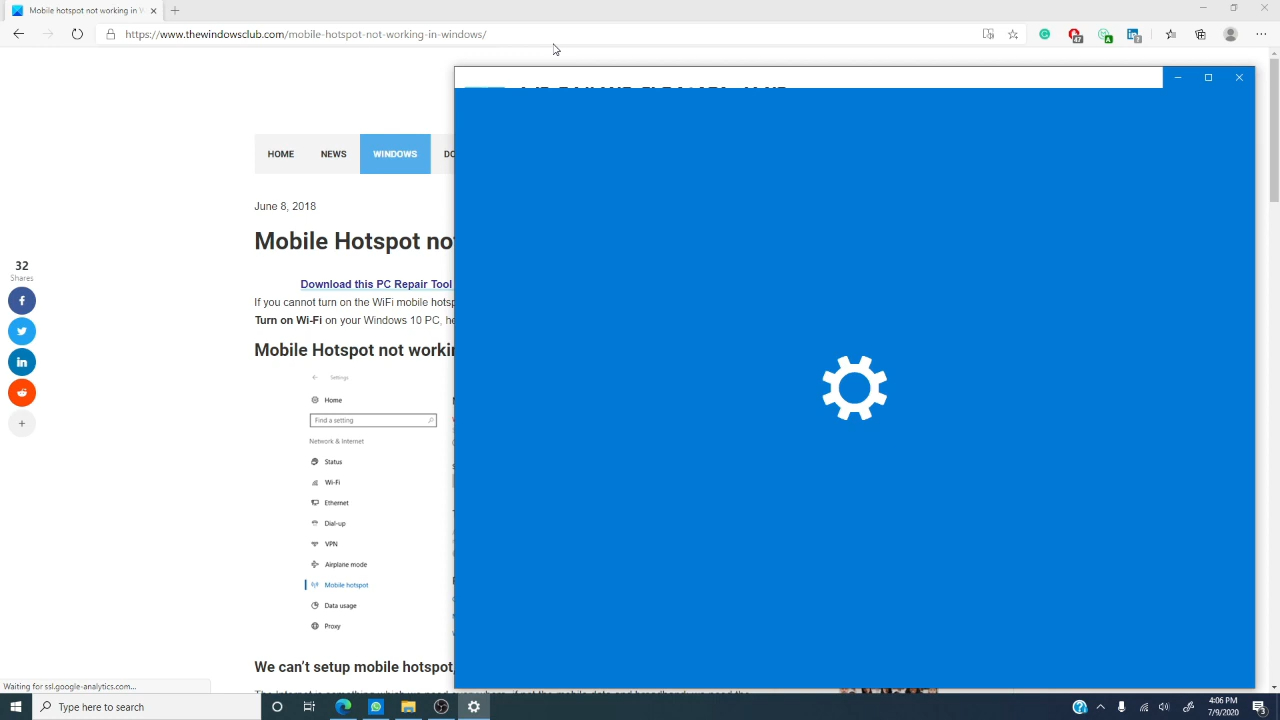 Mobile hotspot not working in W
https://www.thewindowsclub.com/mobile-hotspot-not-working-in-windows/
47
A
7
HOME NEWS WINDOWS DO
June 8, 2018
Mobile Hotspot no
32
Shares
Download this PC Repair Tool
If you cannot turn on the WiFi mobile hotsp
Turn on Wi-Fi on your Windows 10 PC, he
Mobile Hotspot not worki
Settings
Home
Find a setting
Network & Internet
Status
Wi-Fi
Ethernet
Dial-up
VPN
Airplane mode
Mobile hotspot
Data usage
Proxy
We can't setup mobile hotspot,
Waiting for ssl.google-analytics.com...
Type here to search
4:06 PM
7/9/2020